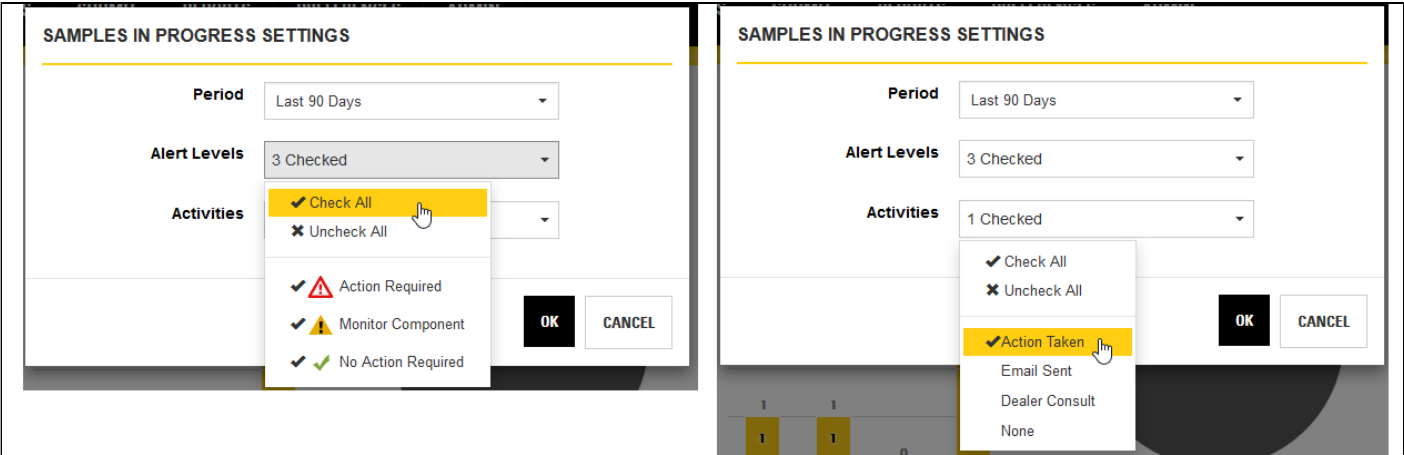 SAMPLES IN PROGRESS SETTINGS
Period
Last 90 Days
Alert Levels
3 Checked
Activities
Check All
Uncheck All
Action Required
Monitor Component
No Action Required
OK
CANCEL
SAMPLES IN PROGRESS SETTINGS
Period
Last 90 Days
Alert Levels
3 Checked
Activities
1 Checked
Check All
Uncheck All
Action Taken
Email Sent
Dealer Consult
None
OK
CANCEL
1
1
1
1